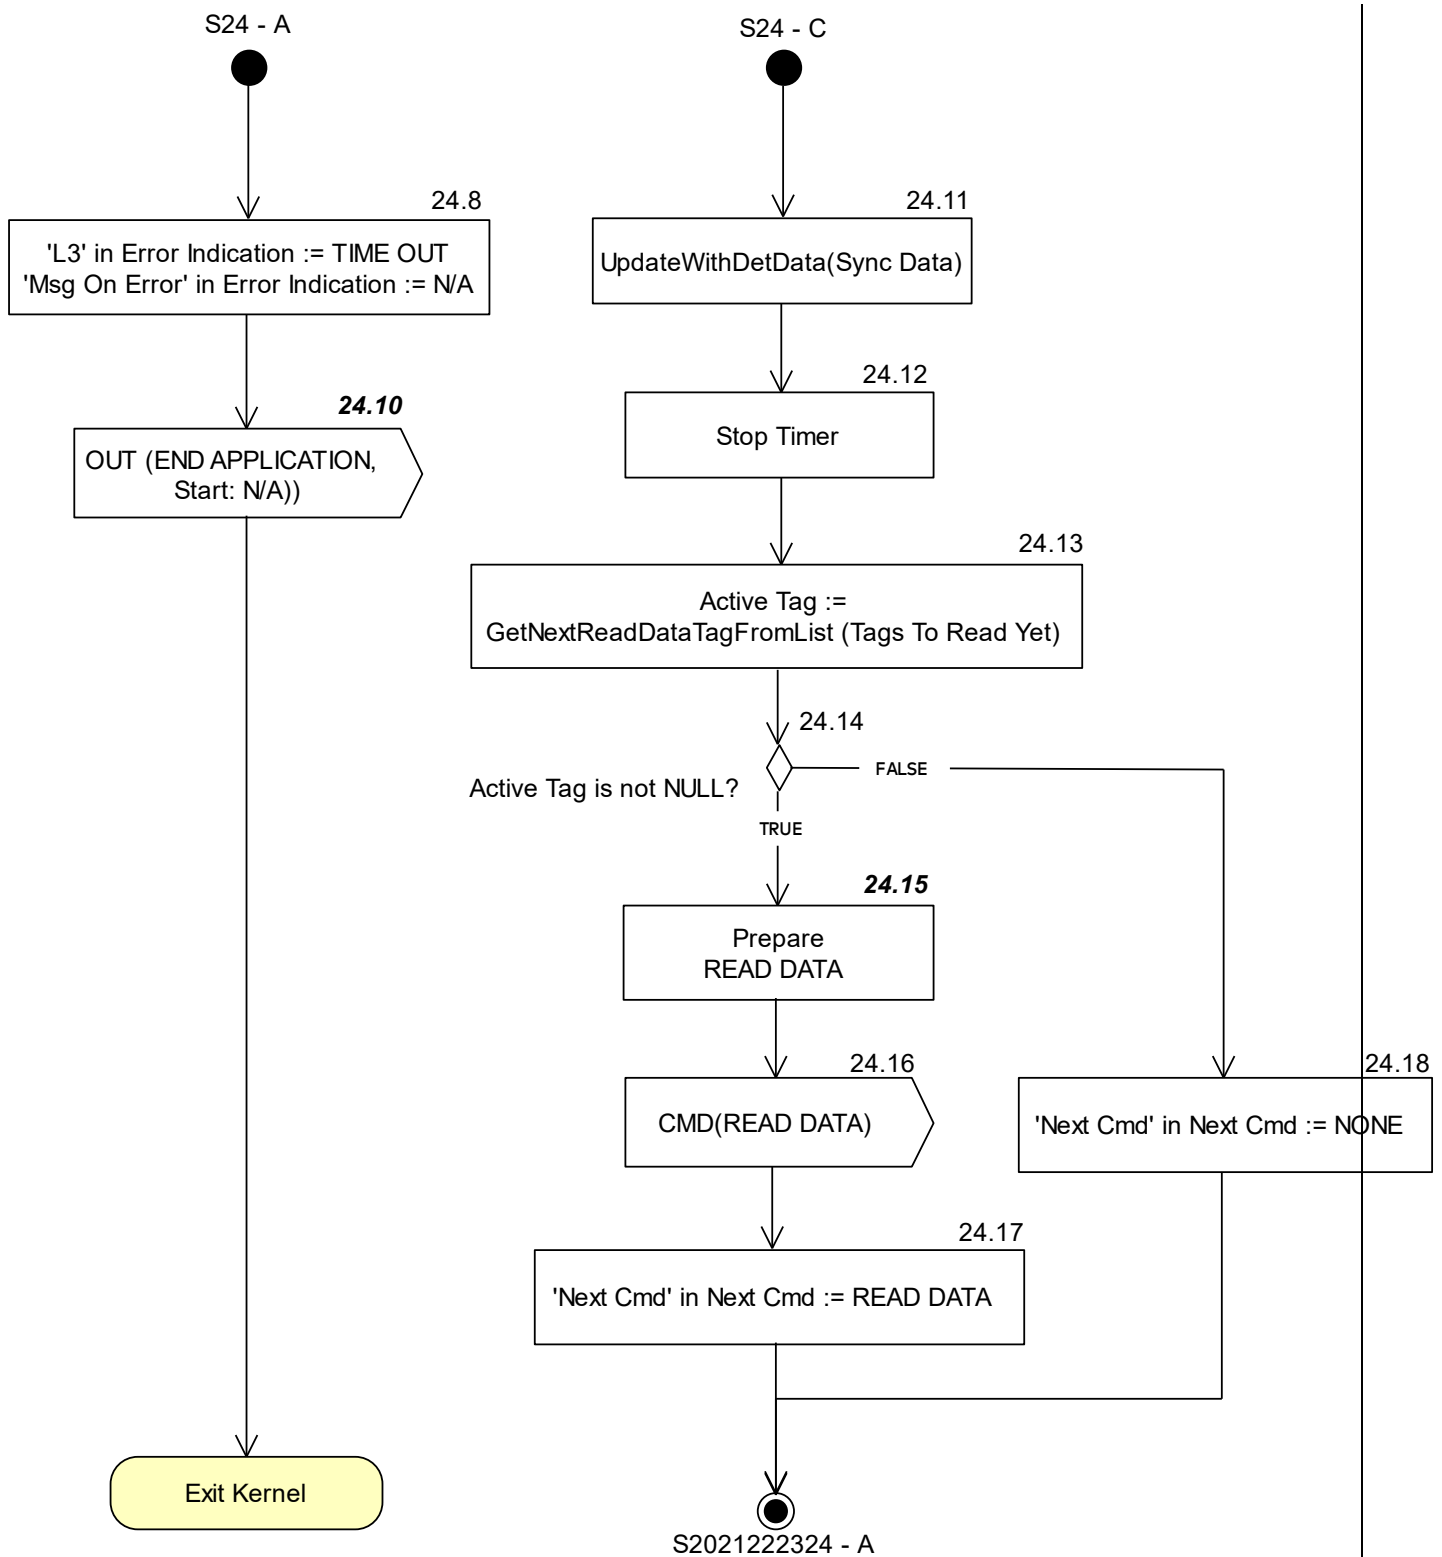 S24 - A
24.8
'L3' in Error Indication := TIME OUT
'Msg On Error' in Error Indication := N/A
24.10
OUT (END APPLICATION,
Start: N/A))
Exit Kernel
S24 - C
24.11
UpdateWithDetData(Sync Data)
24.12
Stop Timer
24.13
Active Tag :=
GetNextReadDataTagFromList (Tags To Read Yet)
24.14
Active Tag is not NULL?
FALSE
TRUE
24.15
Prepare
READ DATA
24.16
CMD(READ DATA)
24.17
'Next Cmd' in Next Cmd := READ DATA
24.18
'Next Cmd' in Next Cmd := NONE
S2021222324 - A